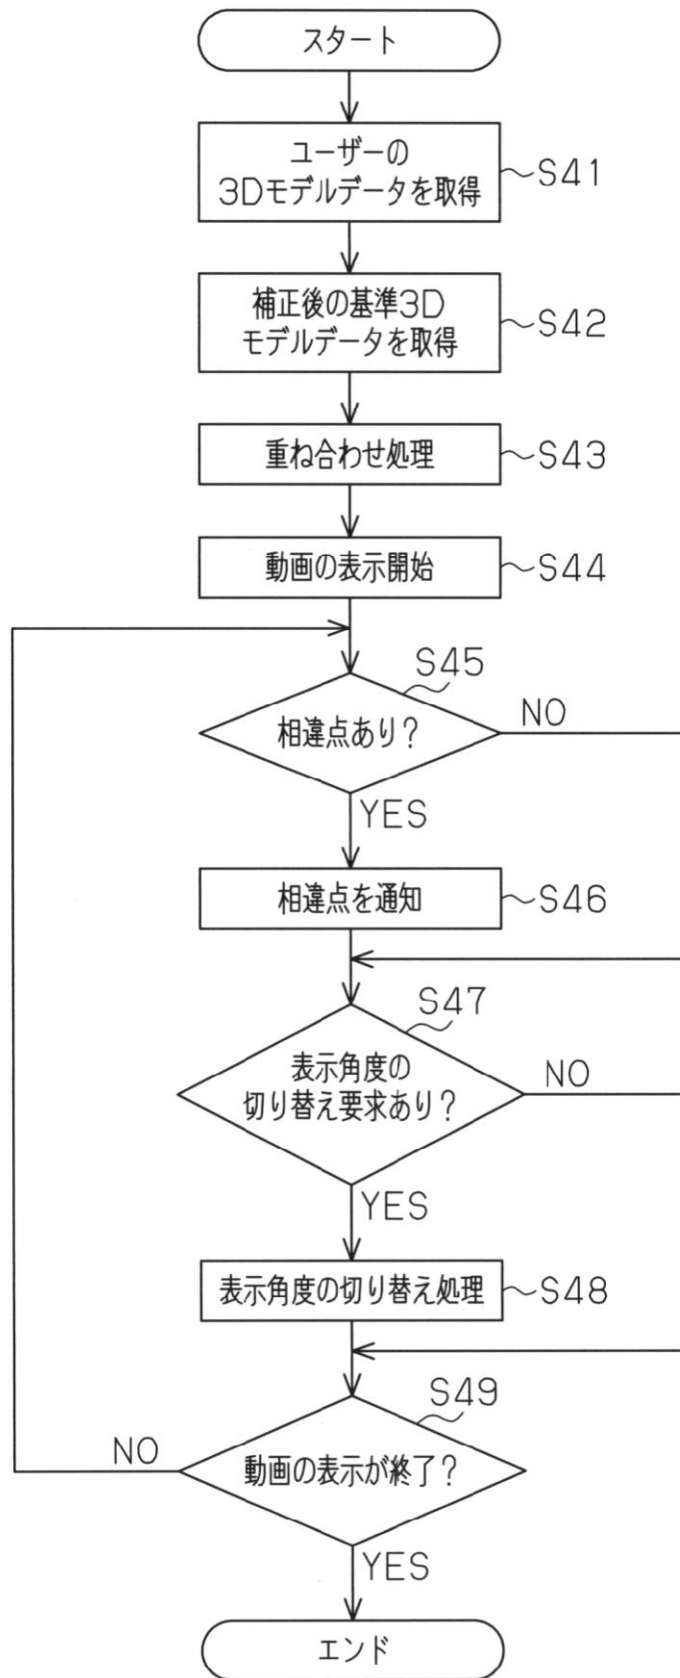 スタート
ユーザーの
3Dモデルデータを取得
S41
補正後の基準3D
モデルデータを取得
S42
重ね合わせ処理
S43
動画の表示開始
S44
S45
相違点あり?
NO
YES
相違点を通知
S46
S47
表示角度の
切り替え要求あり?
NO
YES
表示角度の切り替え処理
S48
S49
動画の表示が終了?
NO
YES
エンド